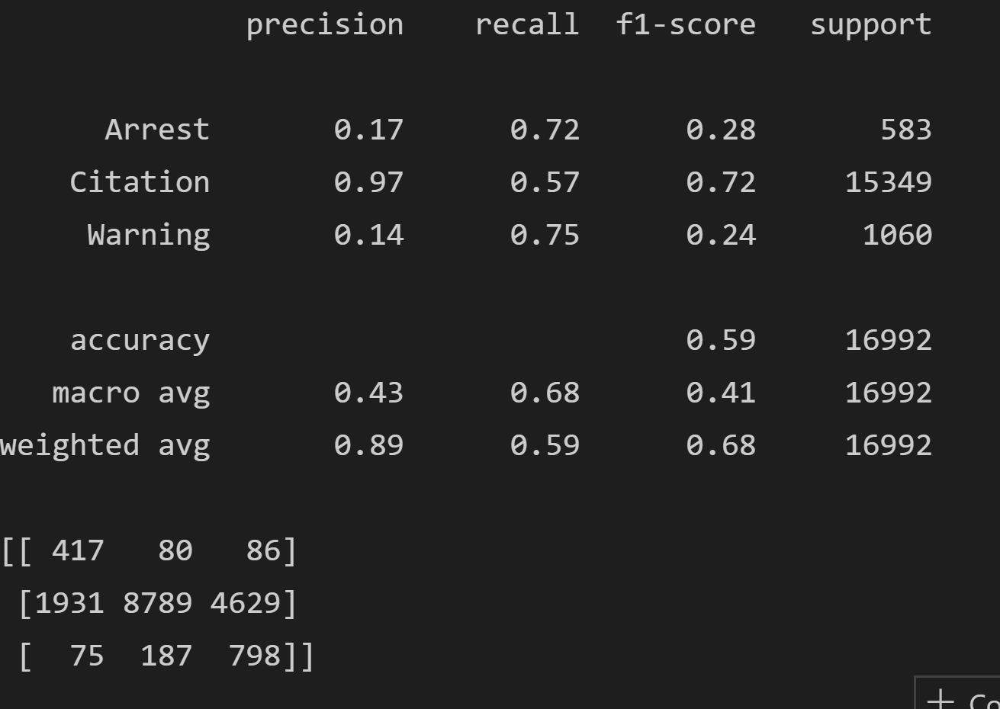 precision recall f1-score support
Arrest 0.17 0.72 0.28 583
Citation 0.97 0.57 0.72 15349
Warning 0.14 0.75 0.24 1060
accuracy 0.59 16992
macro avg 0.43 0.68 0.41 16992
weighted avg 0.89 0.59 0.68 16992
[[ 417 80 86]
[1931 8789 4629]
[ 75 187 798]]
+